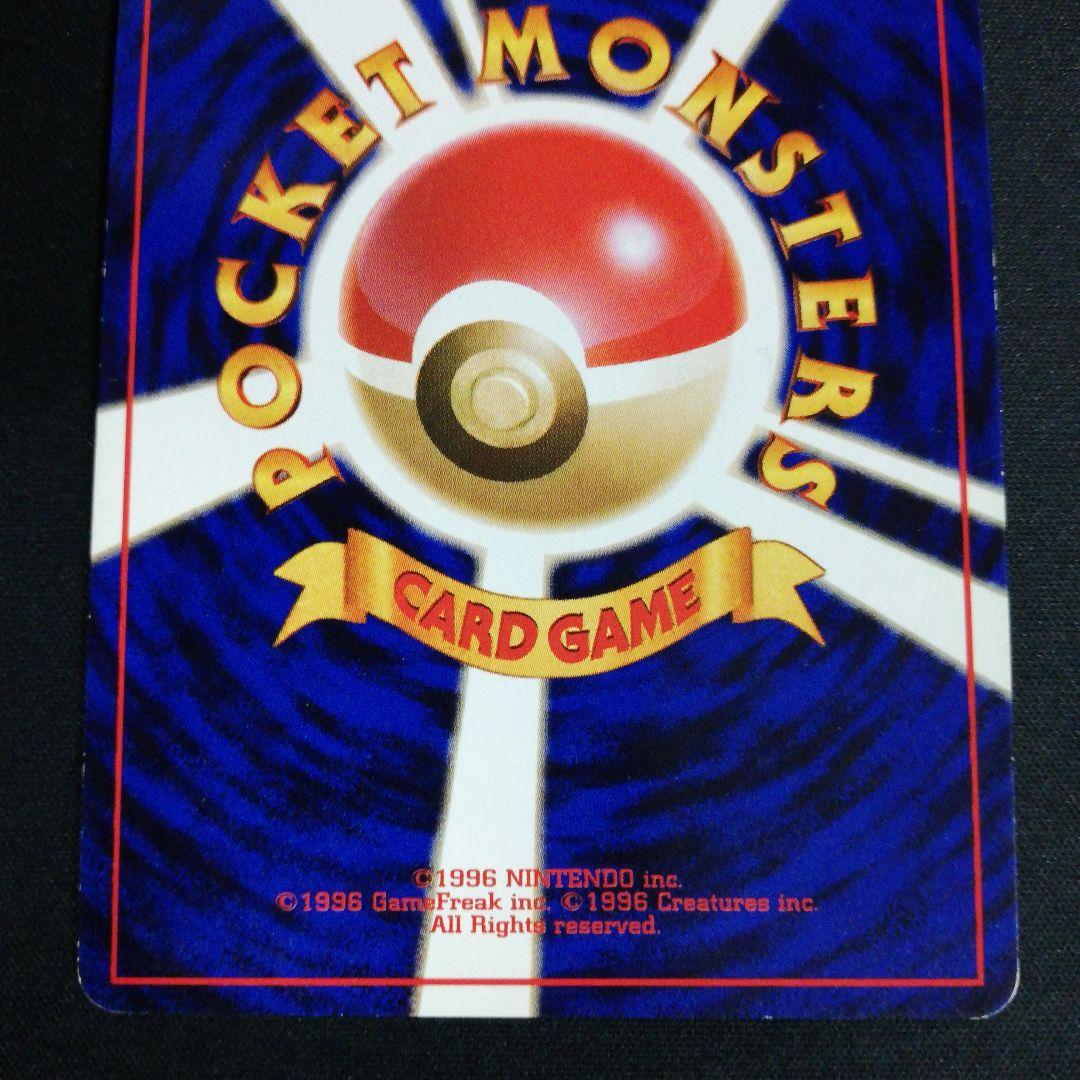 POCKET MONSTERS
CARD GAME
©1996 NINTENDO inc.
©1996 GameFreak inc. ©1996 Creatures inc.
All Rights reserved.